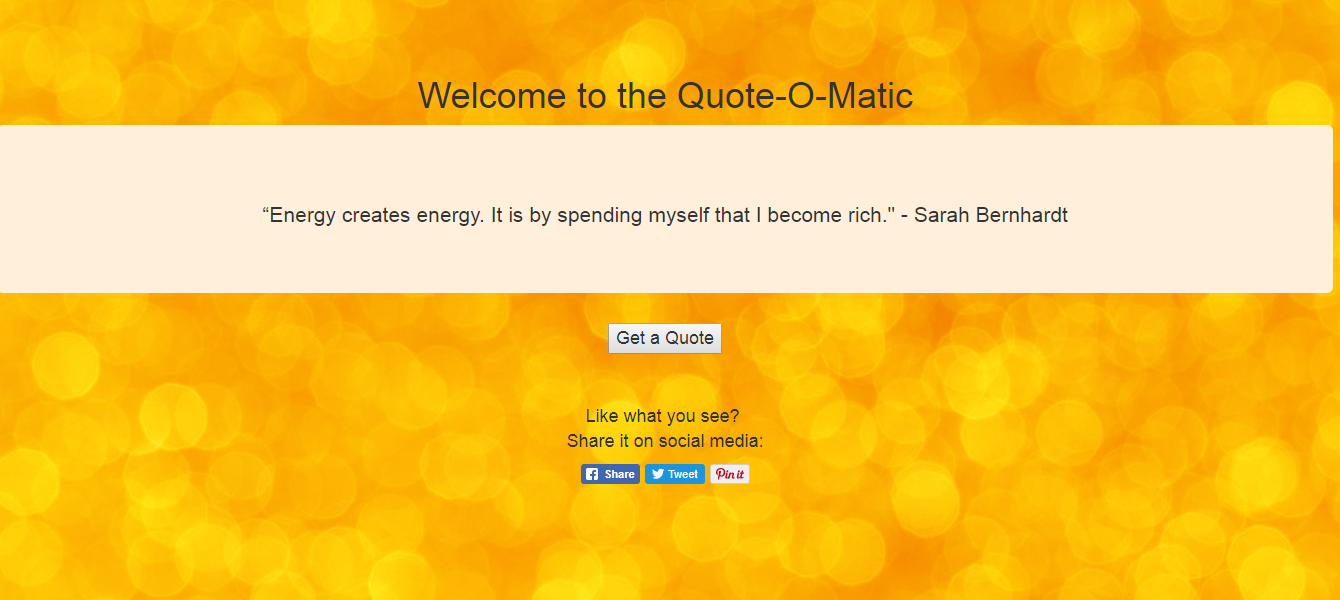 Welcome to the Quote-O-Matic
“Energy creates energy. It is by spending myself that I become rich." - Sarah Bernhardt
Get a Quote
Like what you see?
Share it on social media:
Share Tweet Pin it